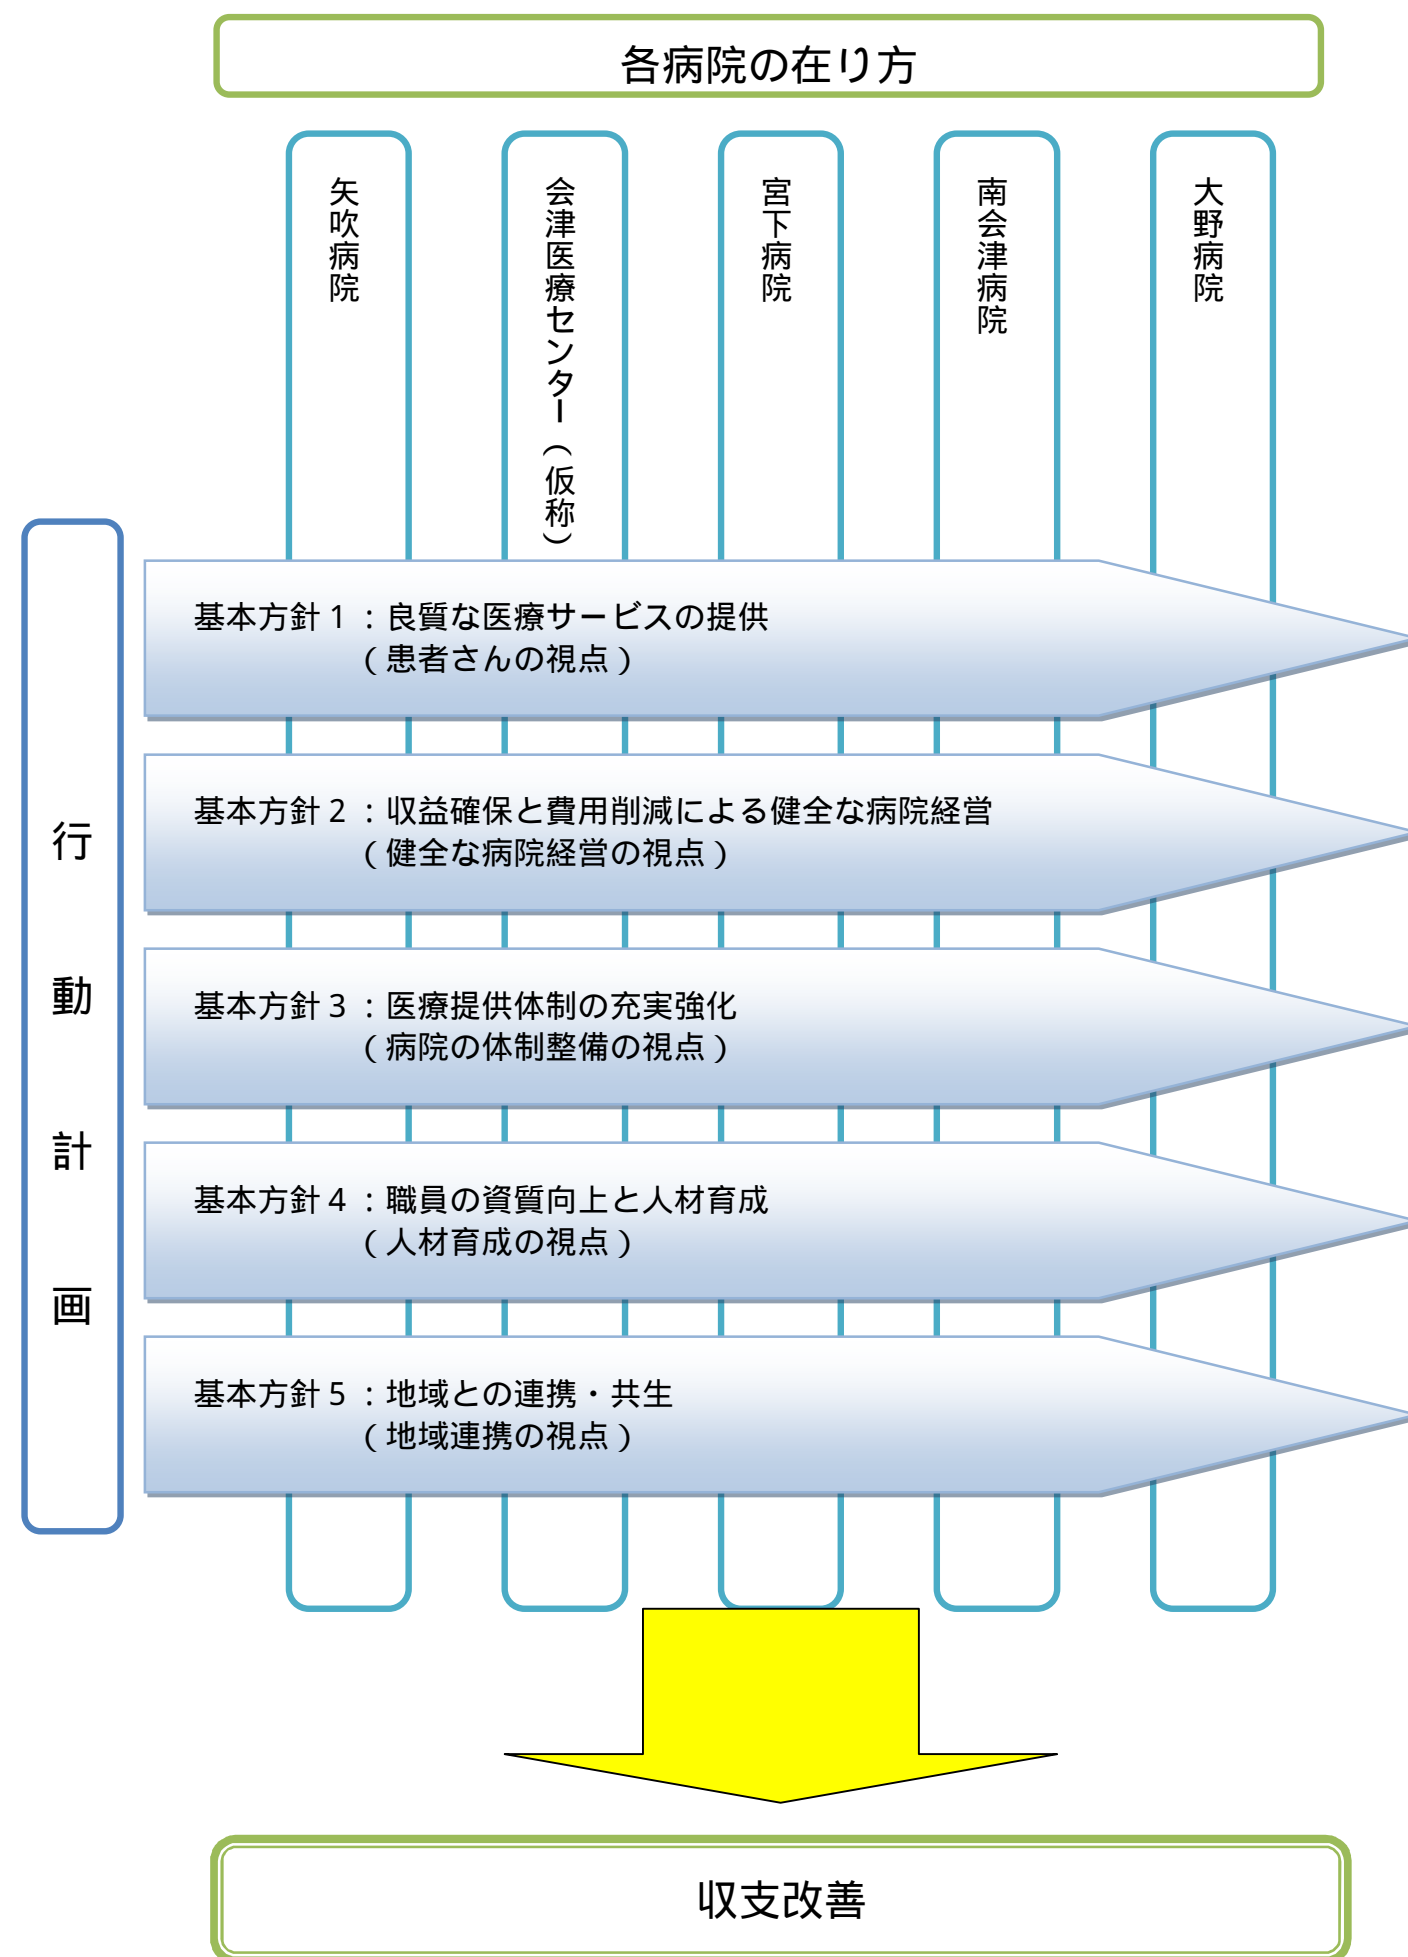 各病院の在り方
矢吹病院
会津医療センター（仮称）
宮下病院
南会津病院
大野病院
行動計画
基本方針１：良質な医療サービスの提供
（患者さんの視点）
基本方針２：収益確保と費用削減による健全な病院経営
（健全な病院経営の視点）
基本方針３：医療提供体制の充実強化
（病院の体制整備の視点）
基本方針４：職員の資質向上と人材育成
（人材育成の視点）
基本方針５：地域との連携・共生
（地域連携の視点）
収支改善